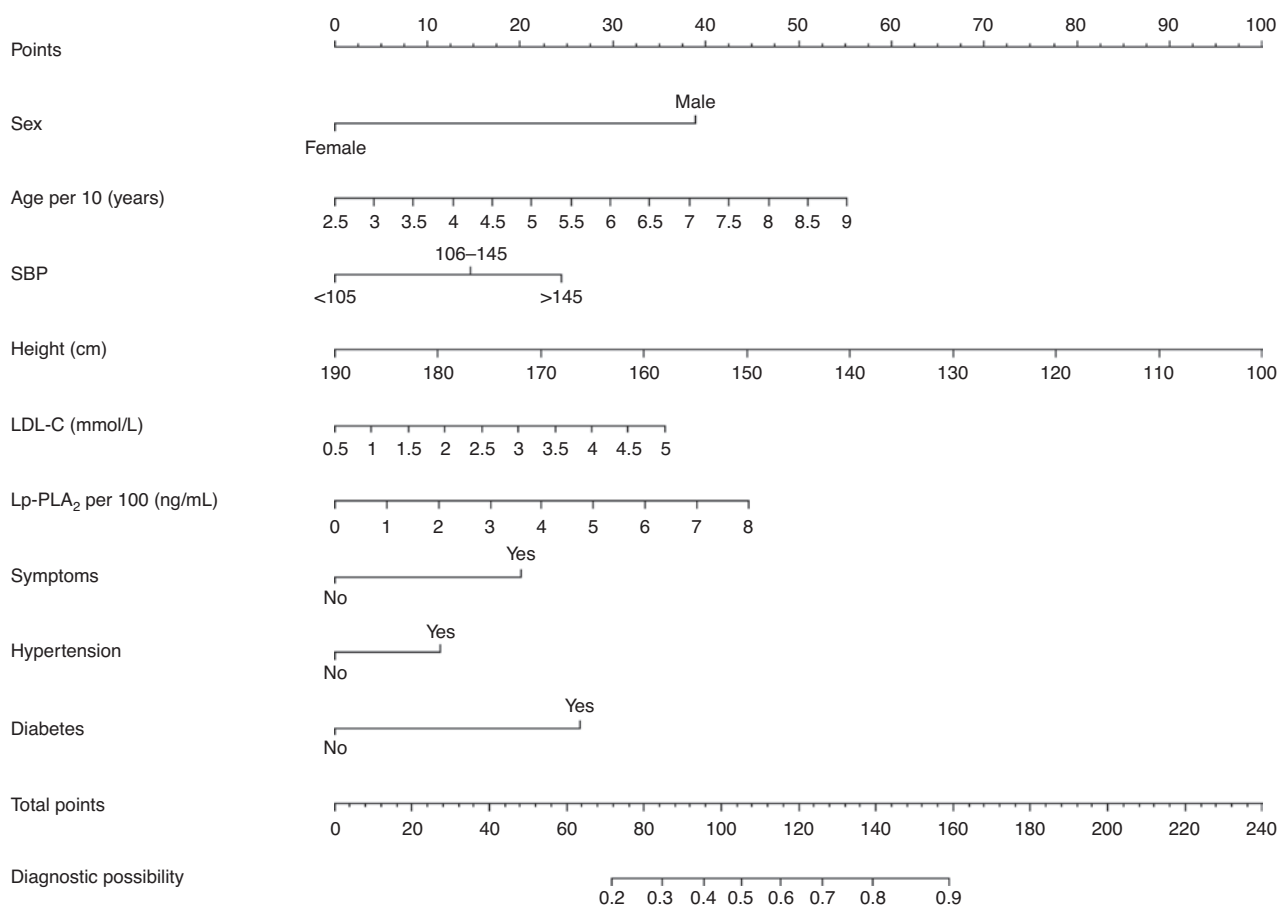 0 10 20 30 40 50 60 70 80 90 100
Points
Male
Sex
Female
Age per 10 (years)
2.5 3 3.5 4 4.5 5 5.5 6 6.5 7 7.5 8 8.5 9
106–145
SBP
<105 >145
Height (cm)
190 180 170 160 150 140 130 120 110 100
LDL-C (mmol/L)
0.5 1 1.5 2 2.5 3 3.5 4 4.5 5
Lp-PLA₂ per 100 (ng/mL)
0 1 2 3 4 5 6 7 8
Yes
Symptoms
No
Yes
Hypertension
No
Yes
Diabetes
No
Total points
0 20 40 60 80 100 120 140 160 180 200 220 240
Diagnostic possibility
0.2 0.3 0.4 0.5 0.6 0.7 0.8 0.9